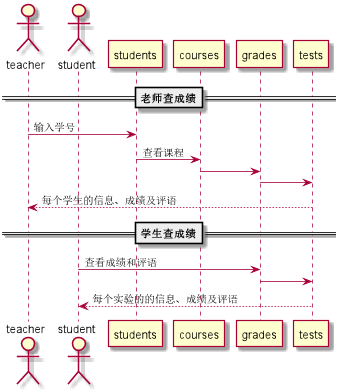 teacher student students courses grades tests
老师查成绩
输入学号
查看课程
每个学生的信息、成绩及评语
学生查成绩
查看成绩和评语
每个实验的的信息、成绩及评语
teacher student students courses grades tests